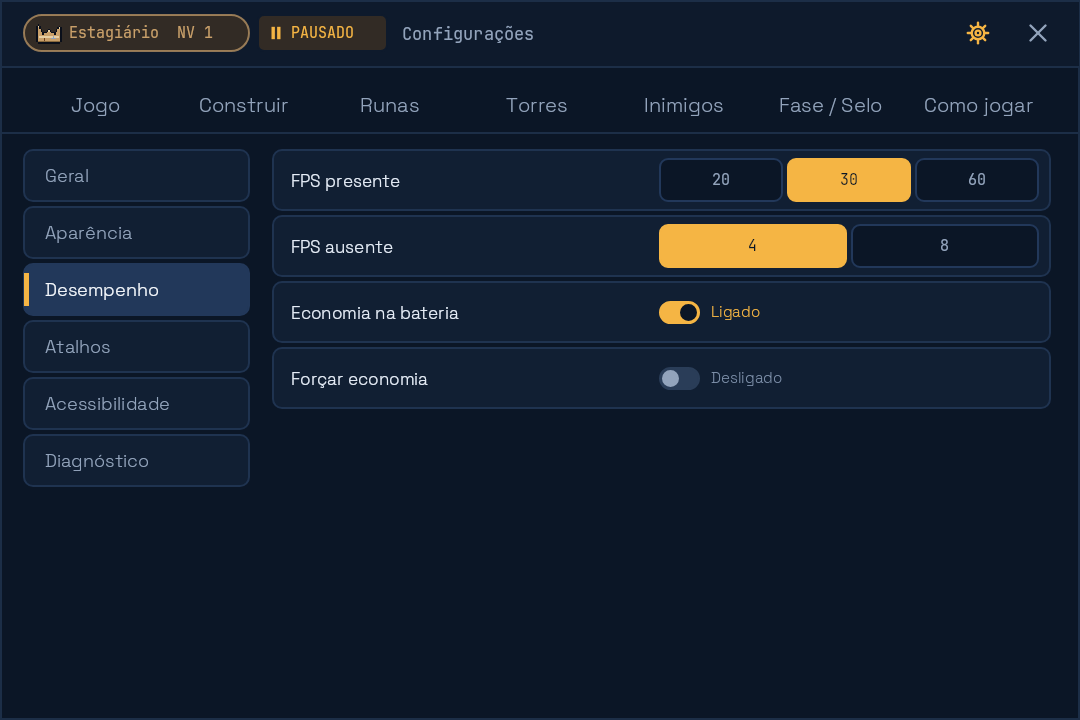 Estagiário NV 1 PAUSADO Configurações
Jogo Construir Runas Torres Inimigos Fase / Selo Como jogar
Geral
Aparência
Desempenho
Atalhos
Acessibilidade
Diagnóstico
FPS presente 20 30 60
FPS ausente 4 8
Economia na bateria Ligado
Forçar economia Desligado